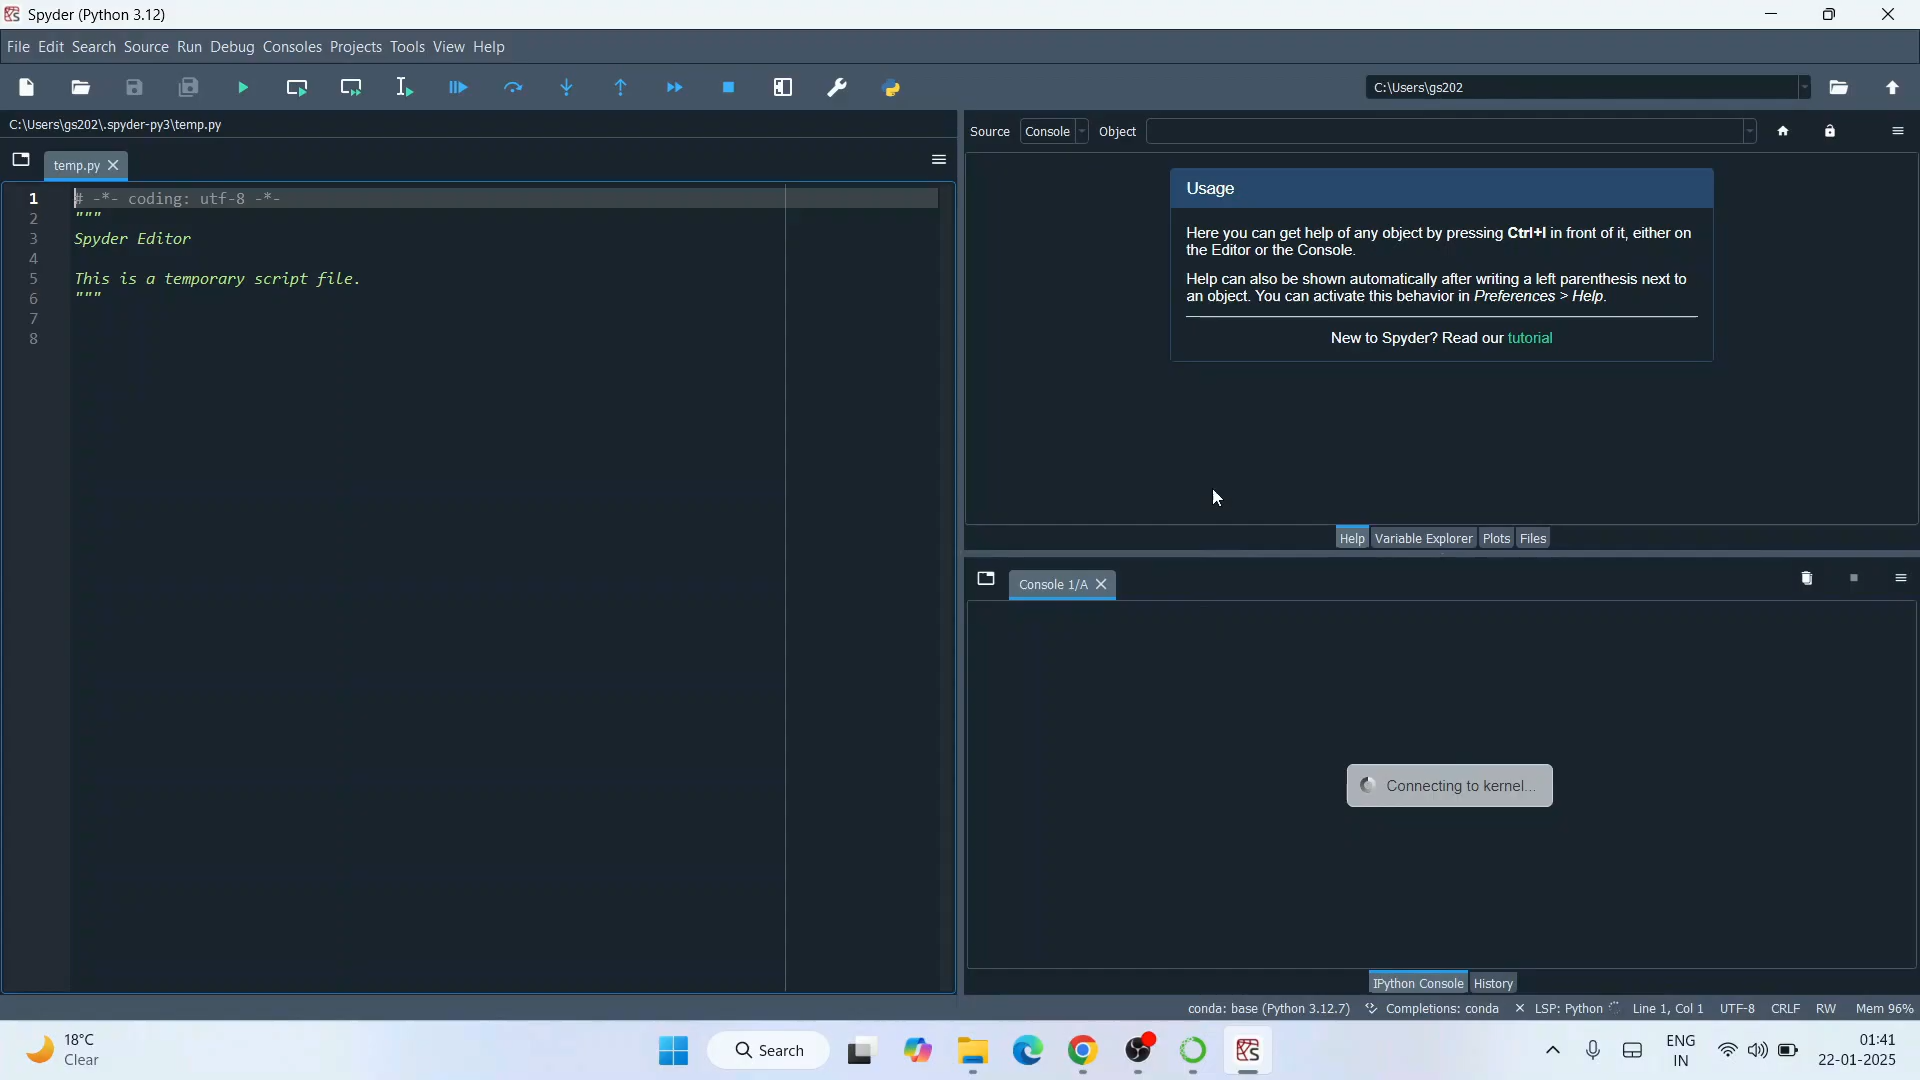 Spyder (Python 3.12)
File Edit Search Source Run Debug Consoles Projects Tools View Help
C:\Users\gs202
C:\Users\gs202\.spyder-py3\temp.py
Source Console Object
temp.py
1 # -*- coding: utf-8 -*-
2 """
3 Spyder Editor
4
5 This is a temporary script file.
6 """
7
8
Usage
Here you can get help of any object by pressing Ctrl+I in front of it, either on
the Editor or the Console.
Help can also be shown automatically after writing a left parenthesis next to
an object. You can activate this behavior in Preferences > Help.
New to Spyder? Read our tutorial
Help Variable Explorer Plots Files
Console 1/A
Connecting to kernel...
IPython Console History
conda: base (Python 3.12.7) Completions: conda LSP: Python Line 1, Col 1 UTF-8 CRLF RW Mem 96%
18°C
Clear
Search
ENG
IN
01:41
22-01-2025